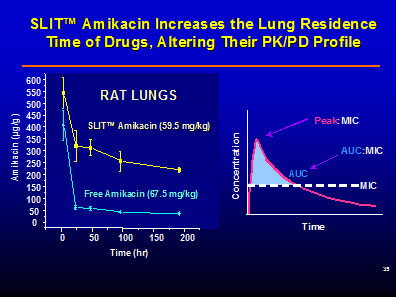 SLIT™ Amikacin Increases the Lung Residence
Time of Drugs, Altering Their PK/PD Profile
RAT LUNGS
SLIT™ Amikacin (59.5 mg/kg)
Free Amikacin (67.5 mg/kg)
Amikacin (µg/g)
600
550
500
450
400
350
300
250
200
150
100
50
0
0 50 100 150 200
Time (hr)
Peak:MIC
AUC:MIC
AUC
MIC
Concentration
Time